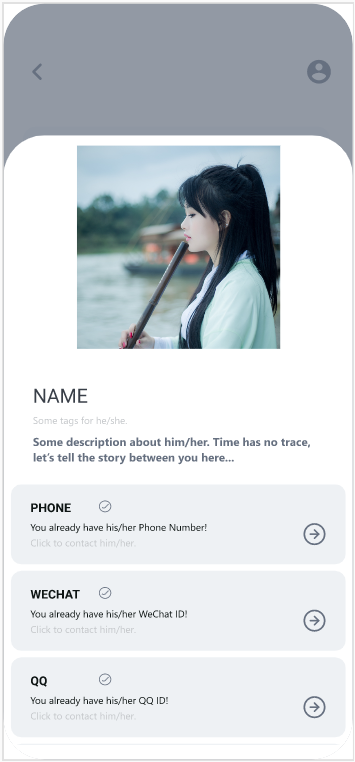 NAME
Some tags for he/she.
Some description about him/her. Time has no trace,
let's tell the story between you here...
PHONE
You already have his/her Phone Number!
Click to contact him/her.
WECHAT
You already have his/her WeChat ID!
Click to contact him/her.
QQ
You already have his/her QQ ID!
Click to contact him/her.